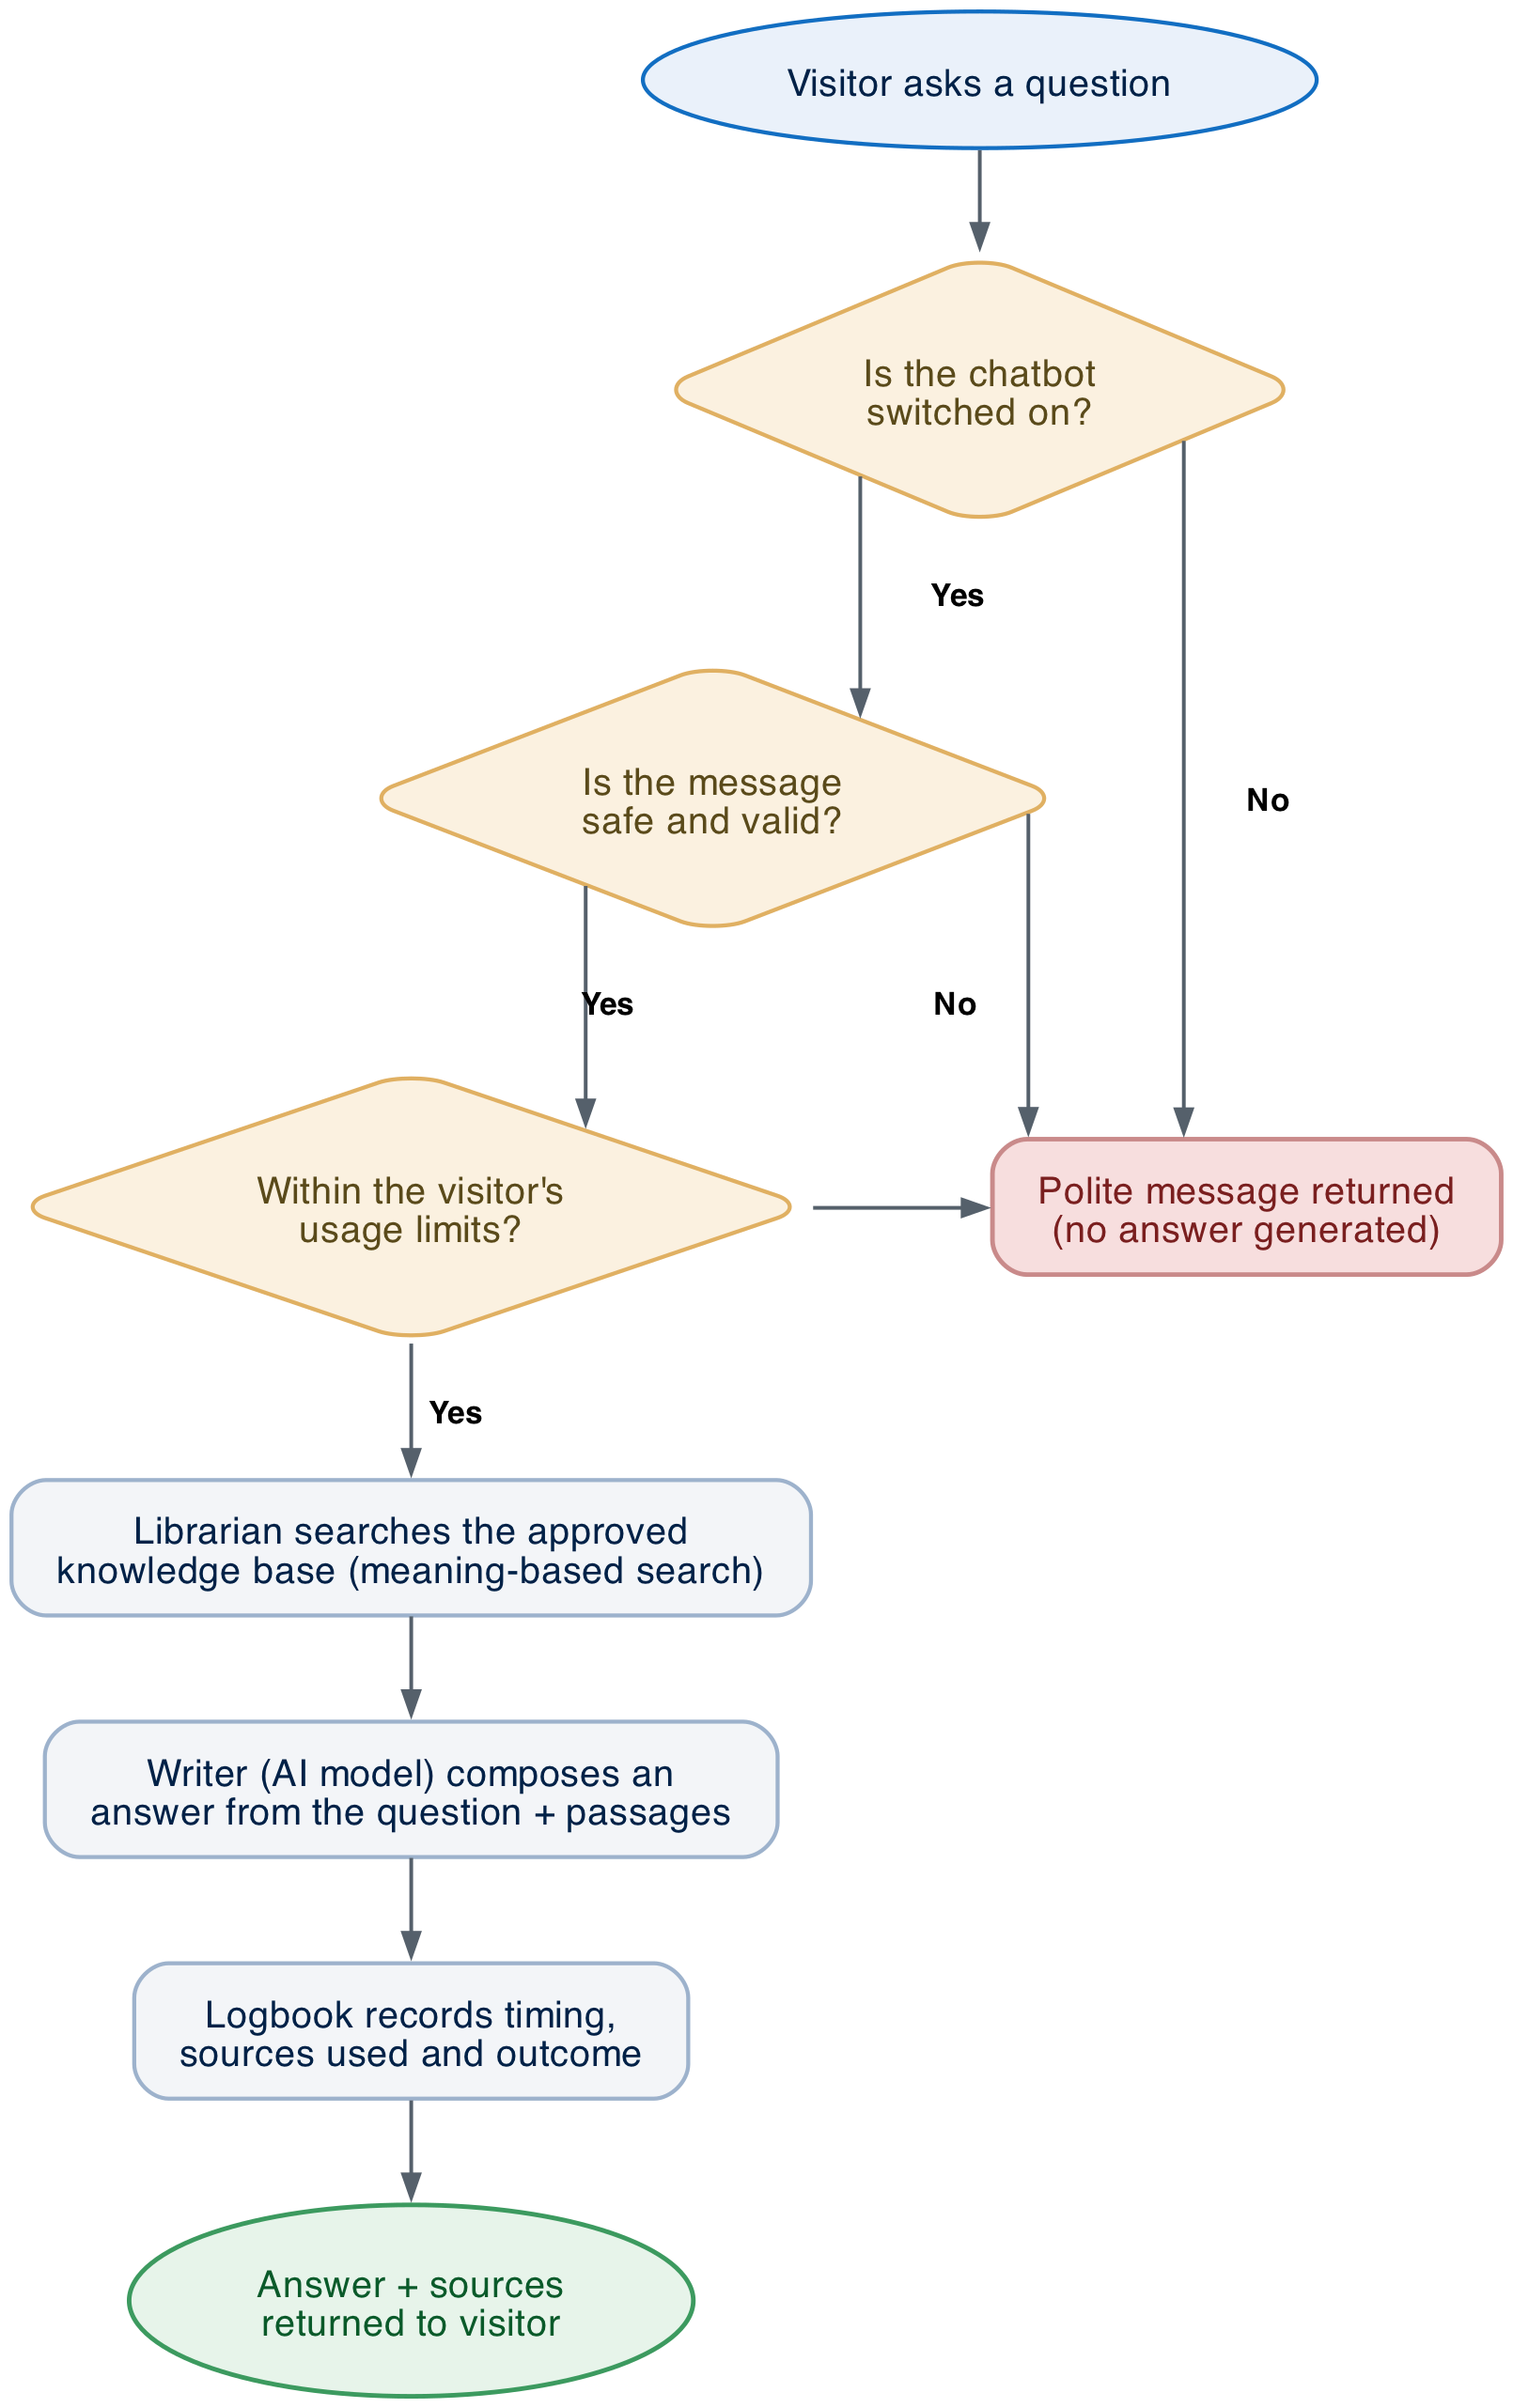 Visitor asks a question
Is the chatbot
switched on?
Yes
No
Is the message
safe and valid?
Yes
No
Within the visitor's
usage limits?
Polite message returned
(no answer generated)
Yes
Librarian searches the approved
knowledge base (meaning-based search)
Writer (AI model) composes an
answer from the question + passages
Logbook records timing,
sources used and outcome
Answer + sources
returned to visitor